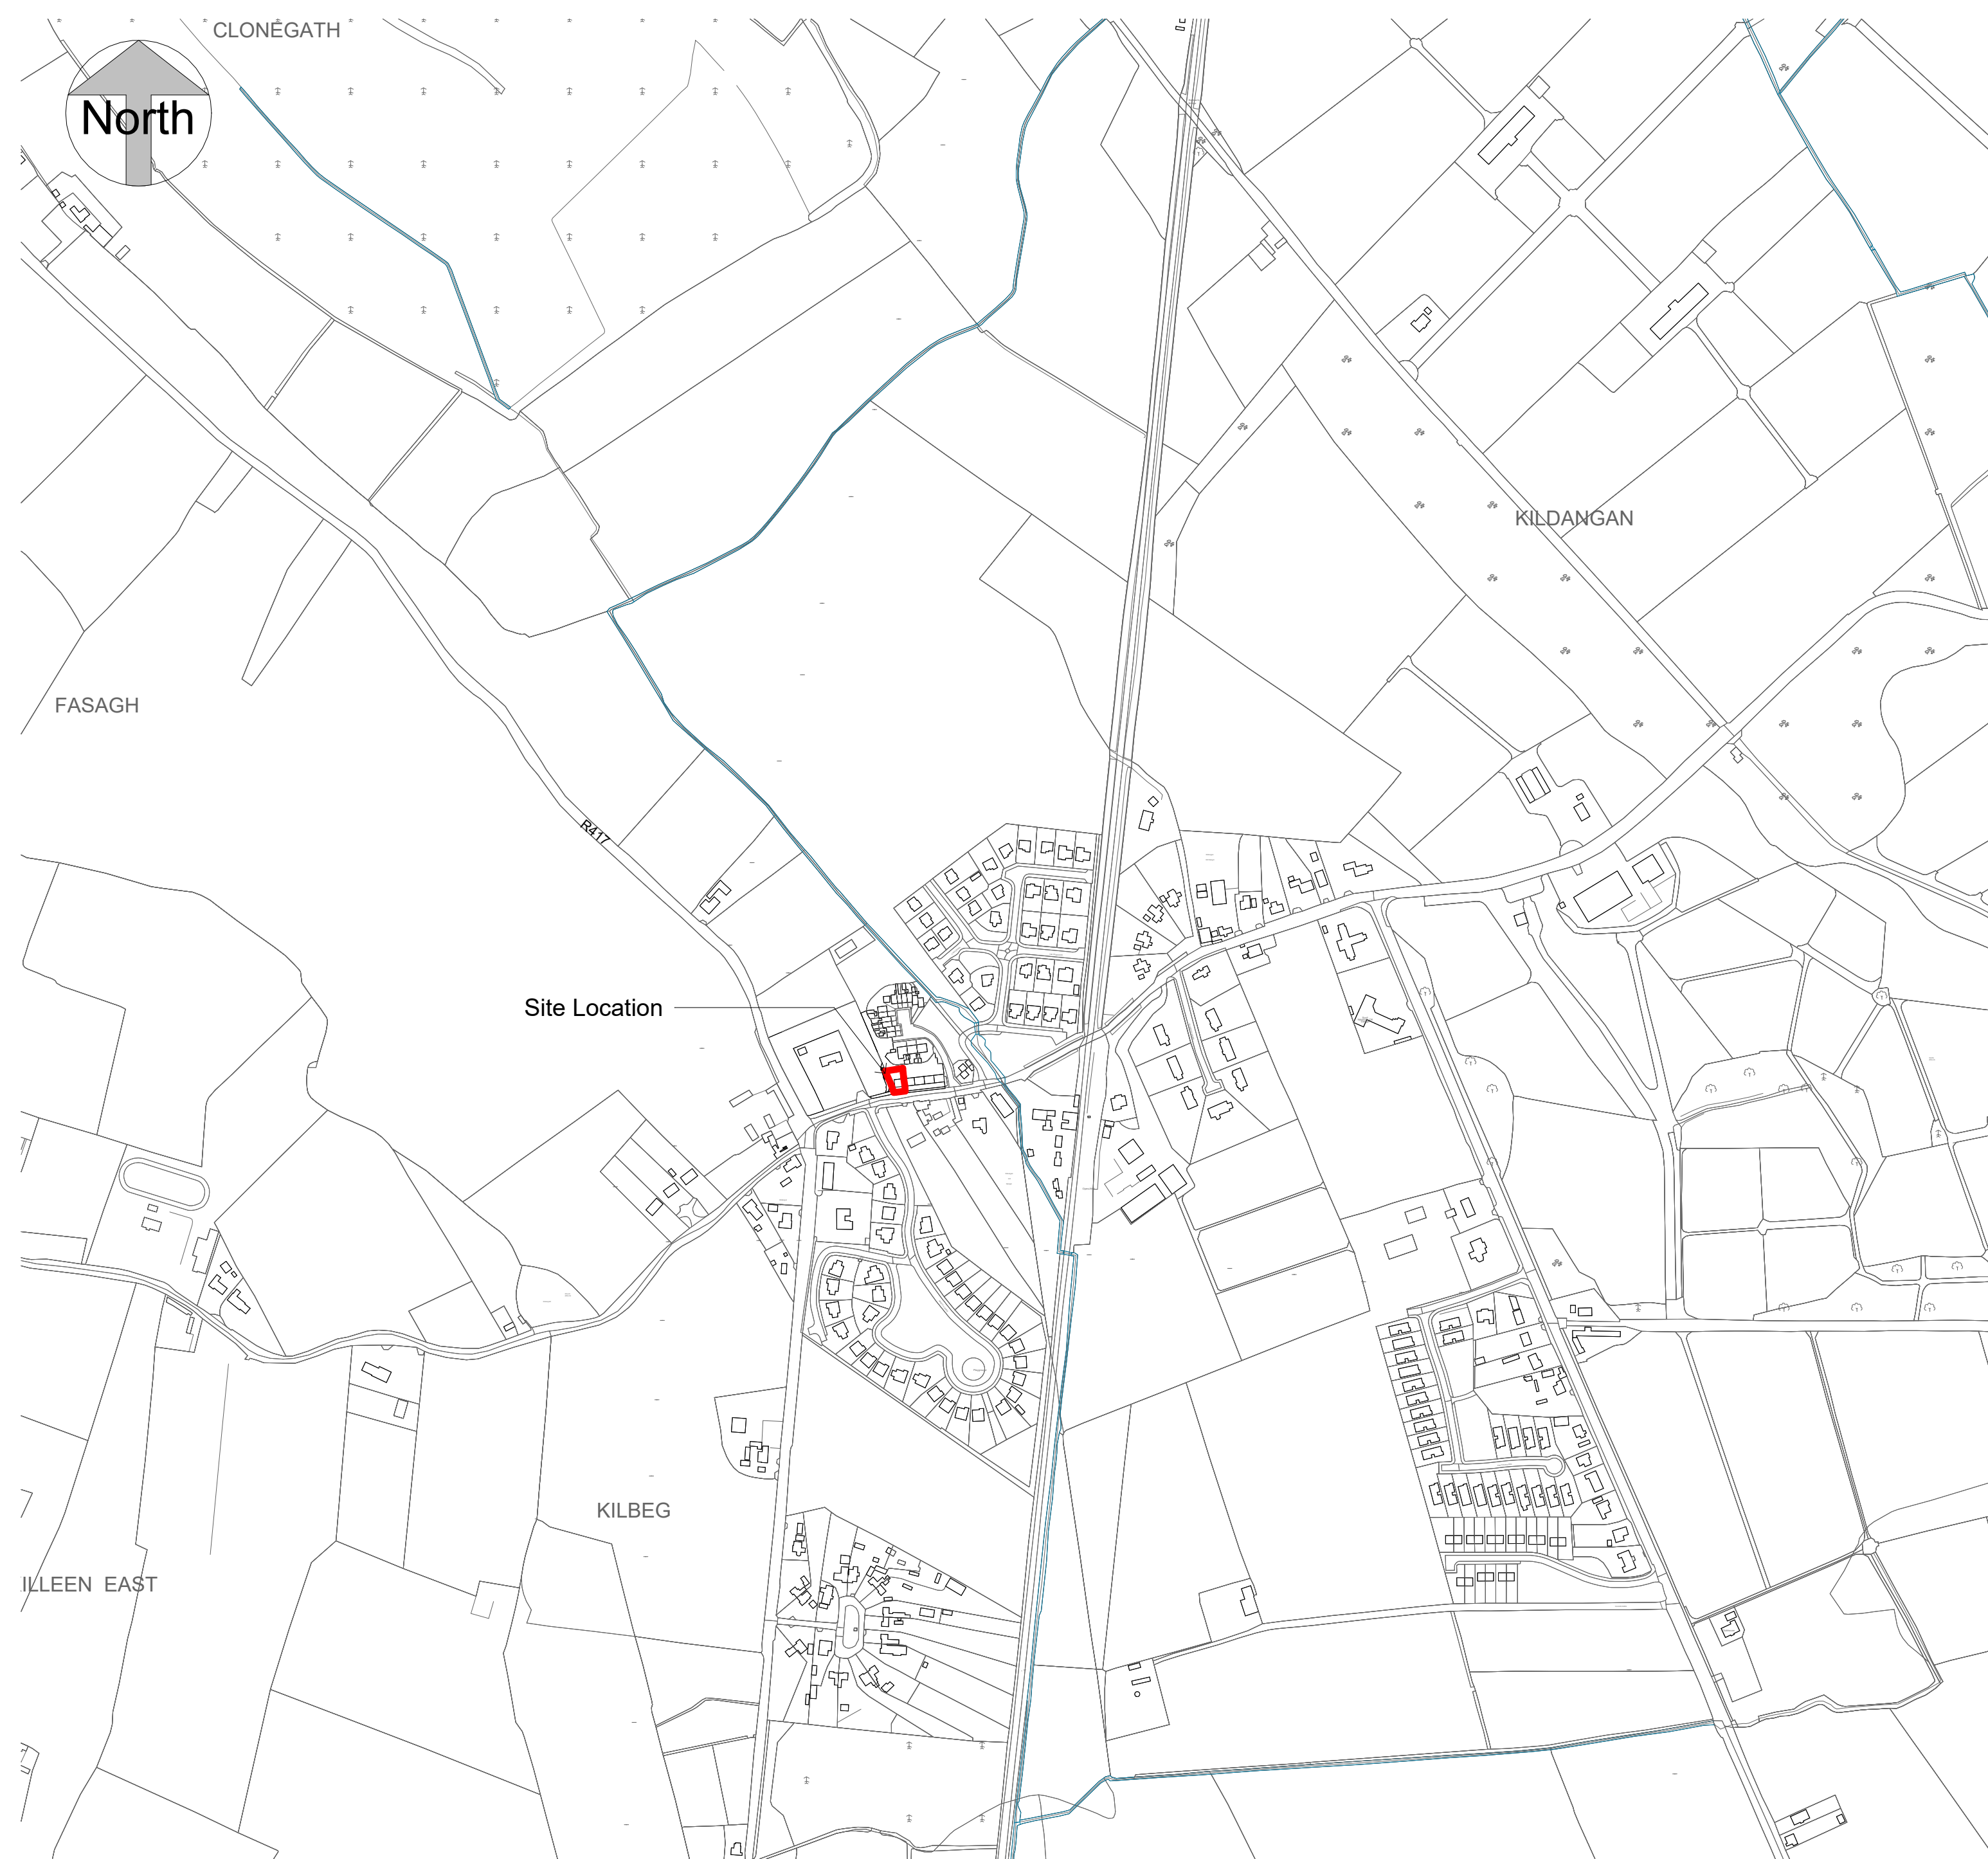 CLONEGATH
North
KILDANGAN
FASAGH
R417
Site Location
KILBEG
ILLEEN EAST